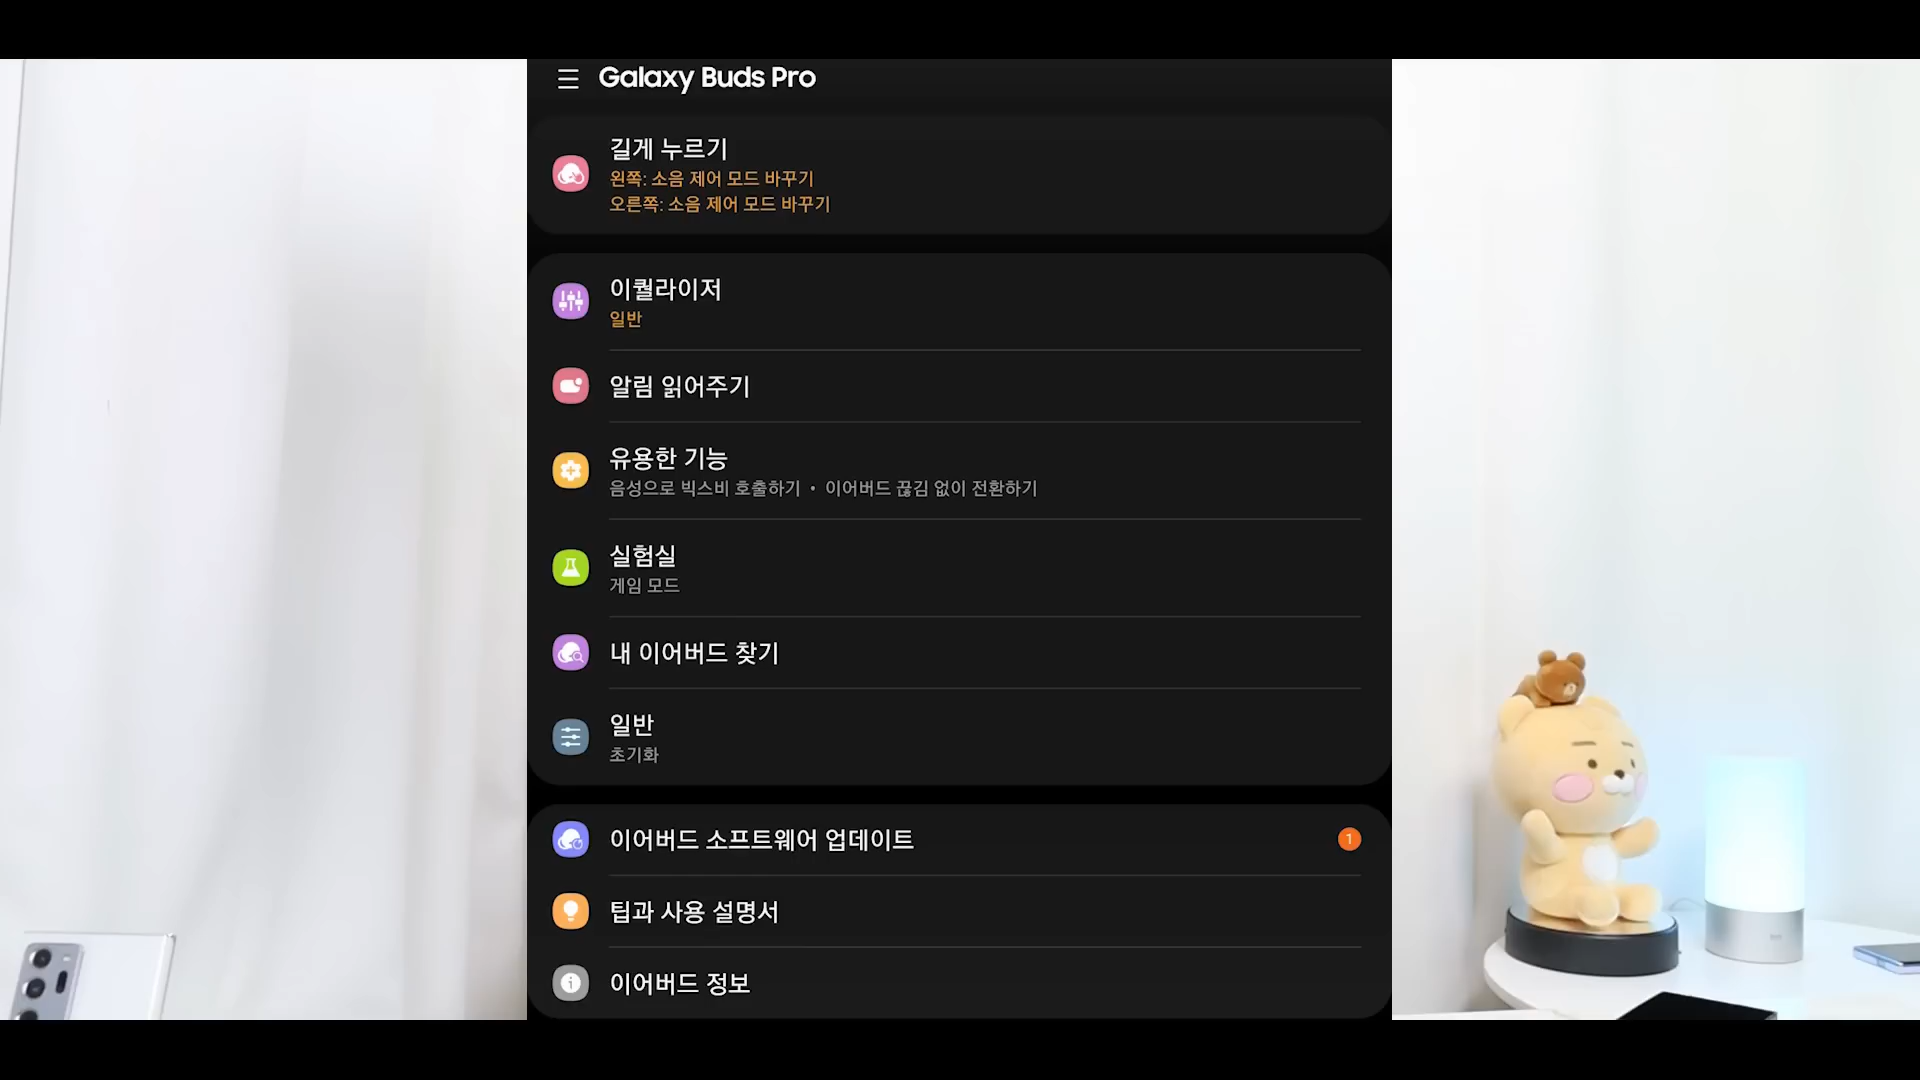 Galaxy Buds Pro
길게 누르기
왼쪽: 소음 제어 모드 바꾸기
오른쪽: 소음 제어 모드 바꾸기
이퀄라이저
일반
알림 읽어주기
유용한 기능
음성으로 빅스비 호출하기 • 이어버드 끊김 없이 전환하기
실험실
게임 모드
내 이어버드 찾기
일반
초기화
이어버드 소프트웨어 업데이트 1
팁과 사용 설명서
이어버드 정보